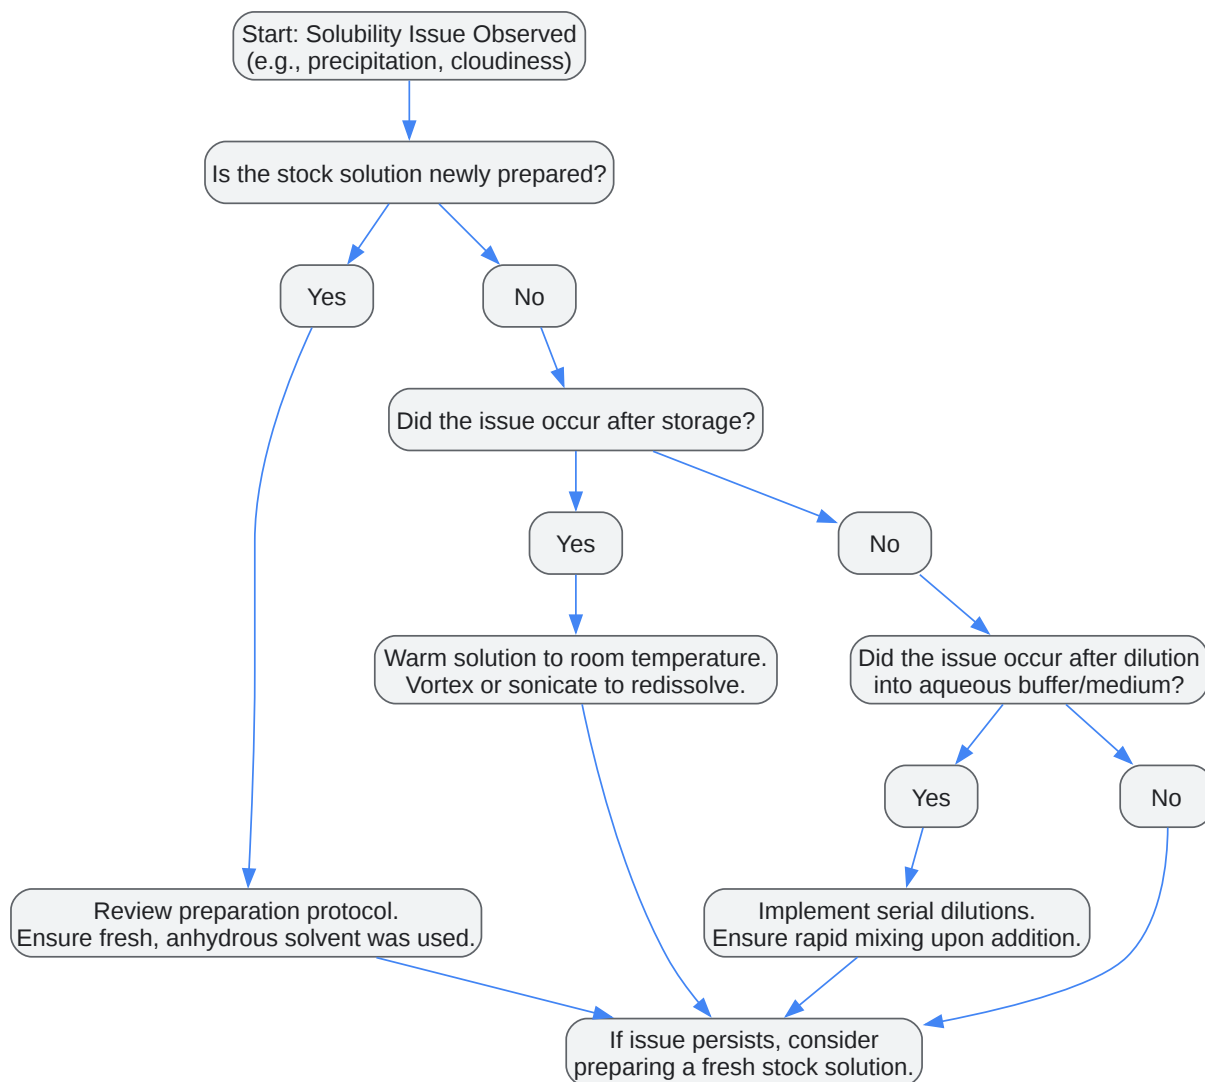 Start: Solubility Issue Observed
(e.g., precipitation, cloudiness)
Is the stock solution newly prepared?
Yes
No
Did the issue occur after storage?
Yes
No
Warm solution to room temperature.
Vortex or sonicate to redissolve.
Did the issue occur after dilution
into aqueous buffer/medium?
Yes
No
Review preparation protocol.
Ensure fresh, anhydrous solvent was used.
Implement serial dilutions.
Ensure rapid mixing upon addition.
If issue persists, consider
preparing a fresh stock solution.